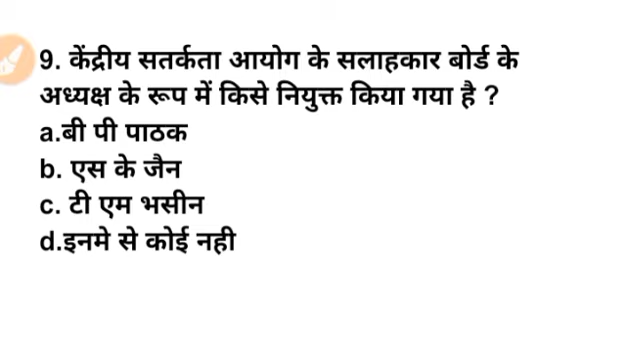 9. केंद्रीय सतर्कता आयोग के सलाहकार बोर्ड के
अध्यक्ष के रूप में किसे नियुक्त किया गया है ?
a.बी पी पाठक
b. एस के जैन
c. टी एम भसीन
d.इनमे से कोई नही